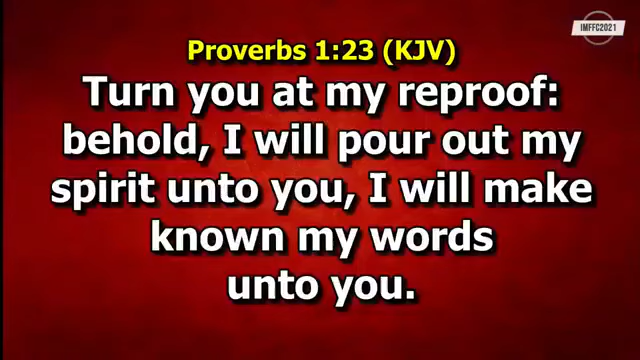 IMFFC2021
Proverbs 1:23 (KJV)
Turn you at my reproof:
behold, I will pour out my
spirit unto you, I will make
known my words
unto you.